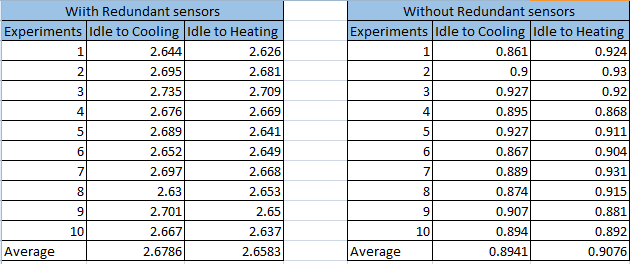 Wiith Redundant sensors Without Redundant sensors
Experiments Idle to Cooling Idle to Heating Experiments Idle to Cooling Idle to Heating
1 2.644 2.626 1 0.861 0.924
2 2.695 2.681 2 0.9 0.93
3 2.735 2.709 3 0.927 0.92
4 2.676 2.669 4 0.895 0.868
5 2.689 2.641 5 0.927 0.911
6 2.652 2.649 6 0.867 0.904
7 2.697 2.668 7 0.889 0.931
8 2.63 2.653 8 0.874 0.915
9 2.701 2.65 9 0.907 0.881
10 2.667 2.637 10 0.894 0.892
Average 2.6786 2.6583 Average 0.8941 0.9076